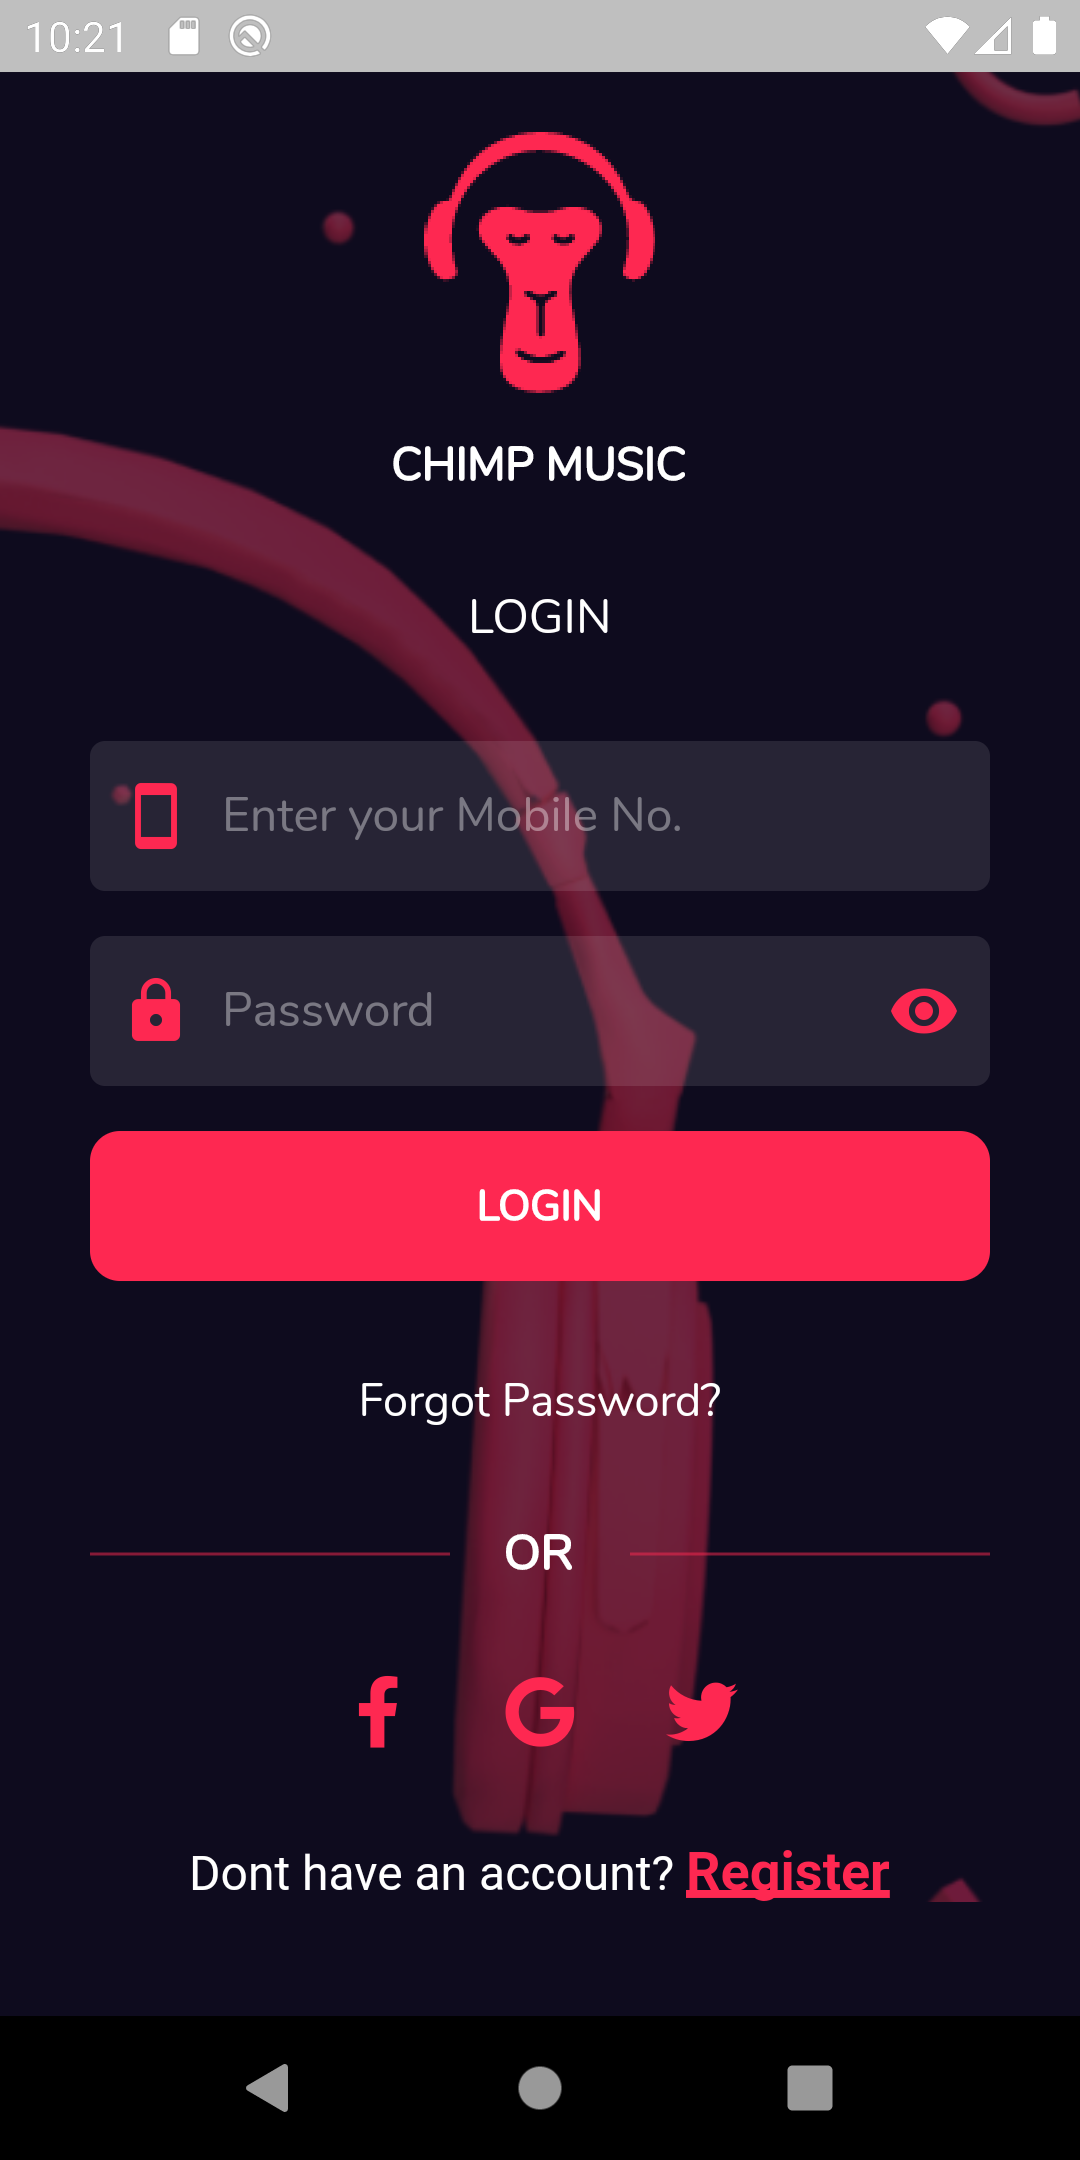 10:21
CHIMP MUSIC
LOGIN
Enter your Mobile No.
Password
LOGIN
Forgot Password?
OR
Dont have an account? Register